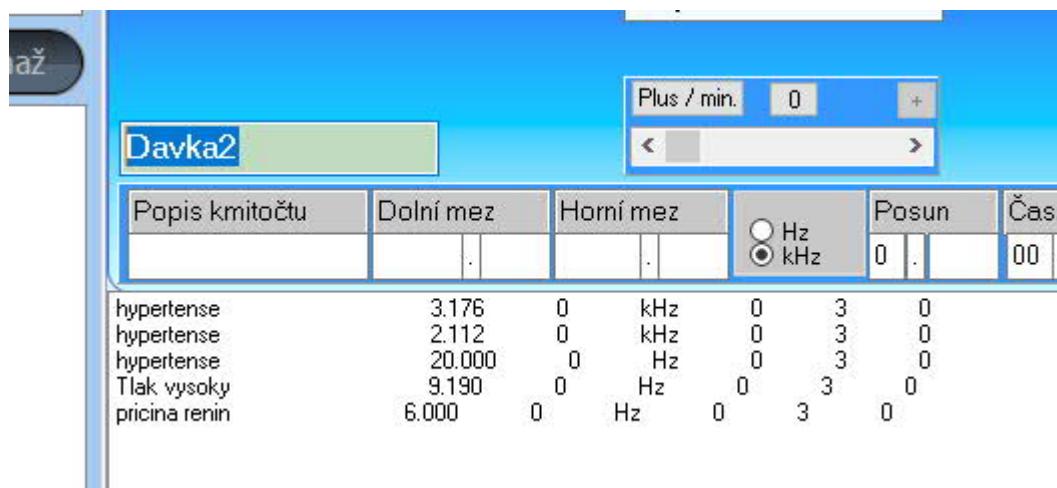 až
Plus / min. 0 +
Davka2
Popis kmitočtu Dolní mez Horní mez Hz kHz Posun Čas
. . 0 . 00
hypertense 3.176 0 kHz 0 3 0
hypertense 2.112 0 kHz 0 3 0
hypertense 20.000 0 Hz 0 3 0
Tlak vysoky 9.190 0 Hz 0 3 0
pricina renin 6.000 0 Hz 0 3 0